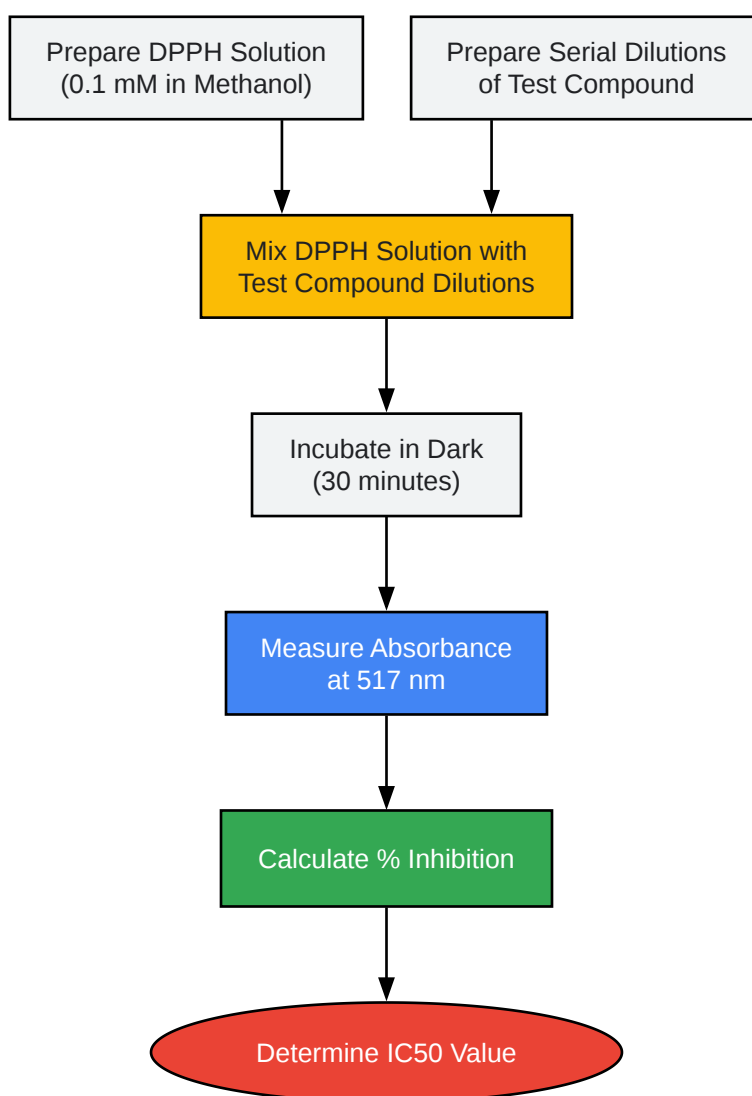 Prepare DPPH Solution
(0.1 mM in Methanol)
Prepare Serial Dilutions
of Test Compound
Mix DPPH Solution with
Test Compound Dilutions
Incubate in Dark
(30 minutes)
Measure Absorbance
at 517 nm
Calculate % Inhibition
Determine IC50 Value